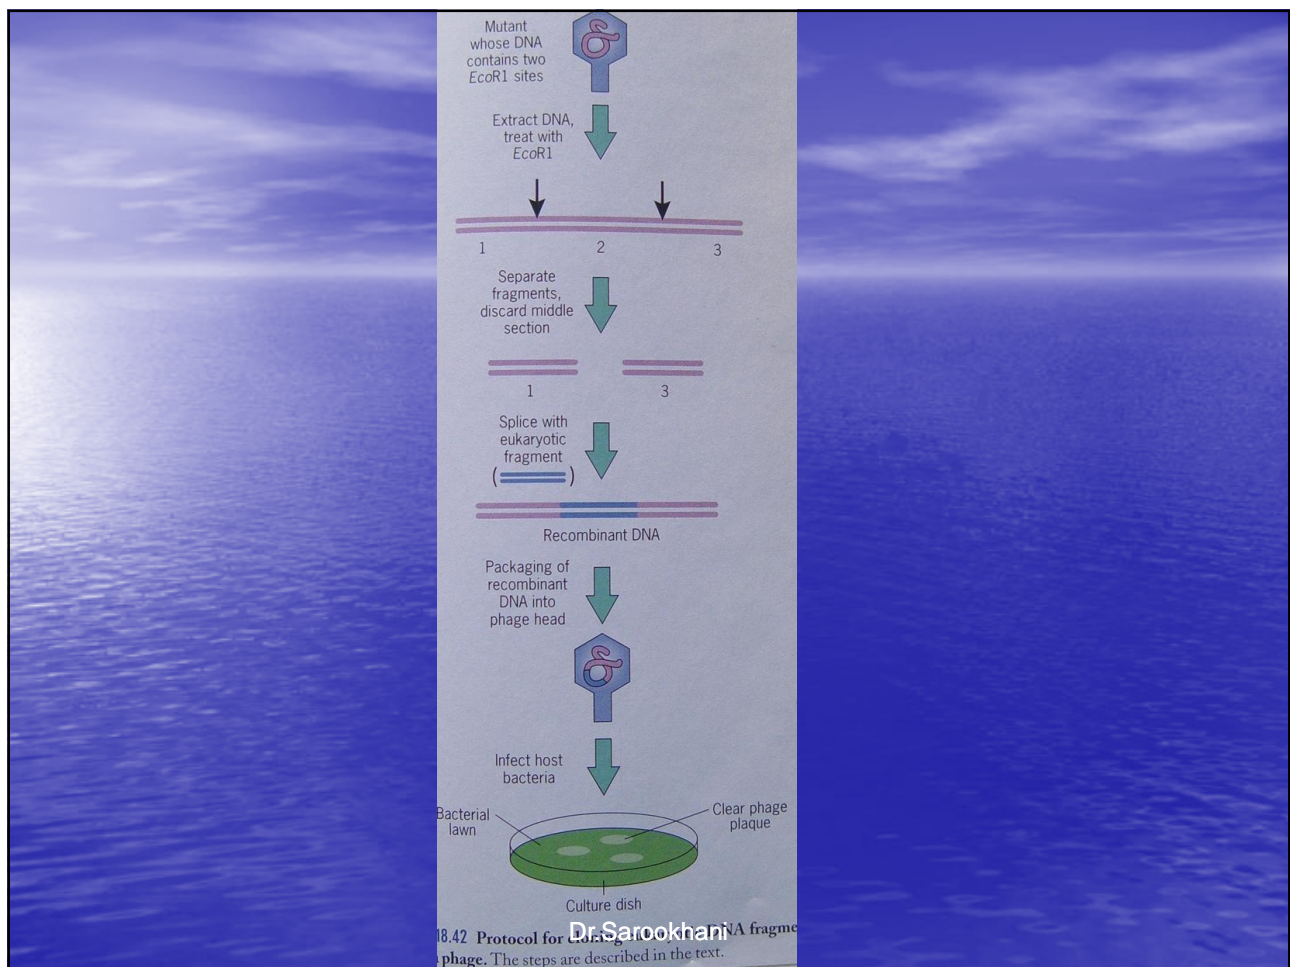 Mutant
whose DNA
contains two
EcoR1 sites
Extract DNA,
treat with
EcoR1
1 2 3
Separate
fragments,
discard middle
section
1 3
Splice with
eukaryotic
fragment
( )
Recombinant DNA
Packaging of
recombinant
DNA into
phage head
Infect host
bacteria
Bacterial
lawn
Clear phage
plaque
Culture dish
18.42 Protocol for cloning DNA fragme
phage. The steps are described in the text.
Dr.Sarookhani